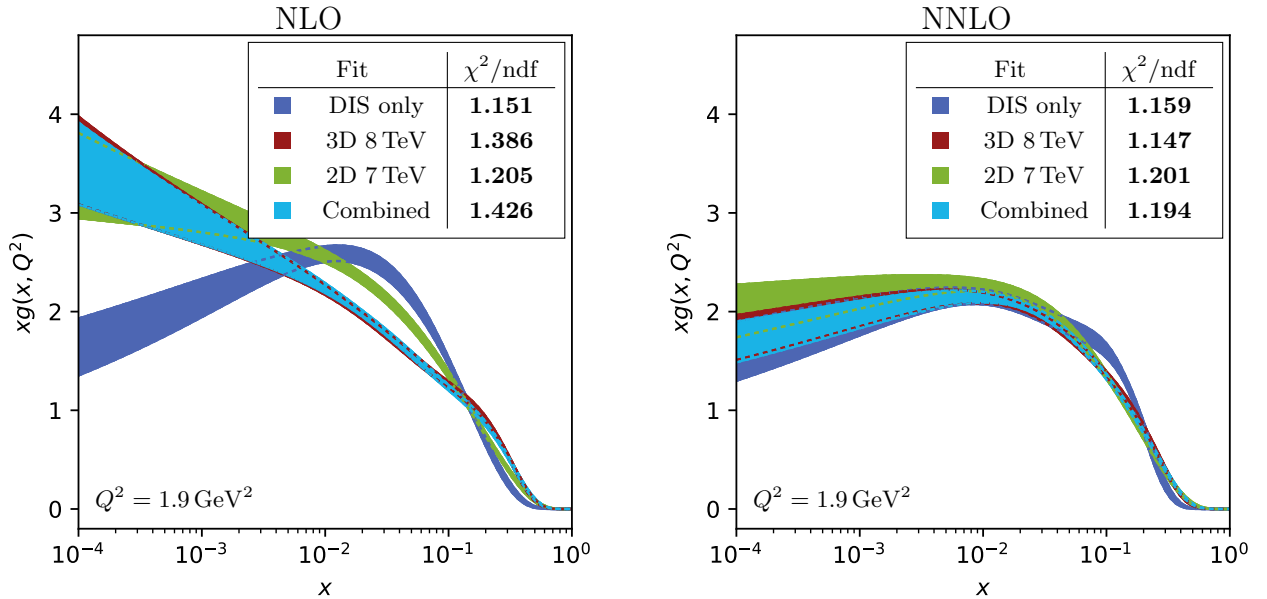 NLO
Fit χ²/ndf
DIS only 1.151
3D 8 TeV 1.386
2D 7 TeV 1.205
Combined 1.426
4
3
2
1
0
xg(x, Q²)
Q² = 1.9 GeV²
10⁻⁴ 10⁻³ 10⁻² 10⁻¹ 10⁰
x
NNLO
Fit χ²/ndf
DIS only 1.159
3D 8 TeV 1.147
2D 7 TeV 1.201
Combined 1.194
4
3
2
1
0
xg(x, Q²)
Q² = 1.9 GeV²
10⁻⁴ 10⁻³ 10⁻² 10⁻¹ 10⁰
x